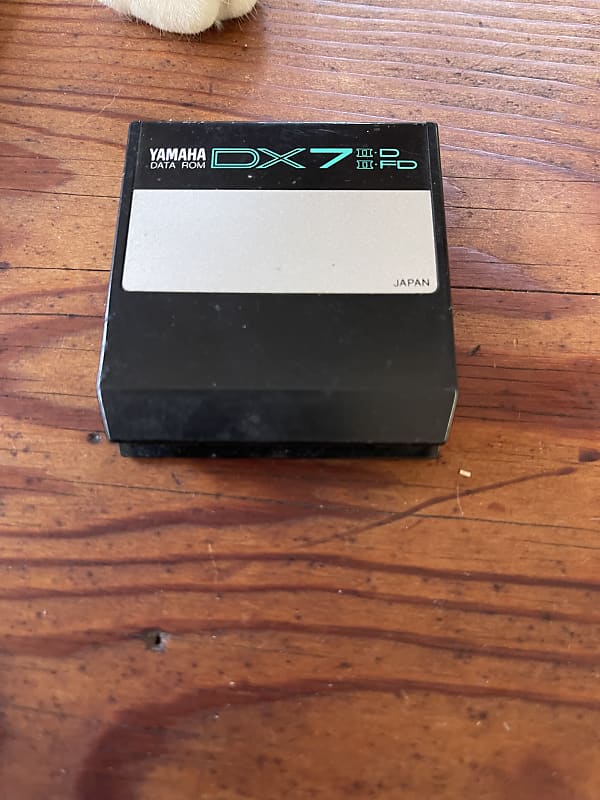 YAMAHA DX7 II·D
DATA ROM II·FD
JAPAN